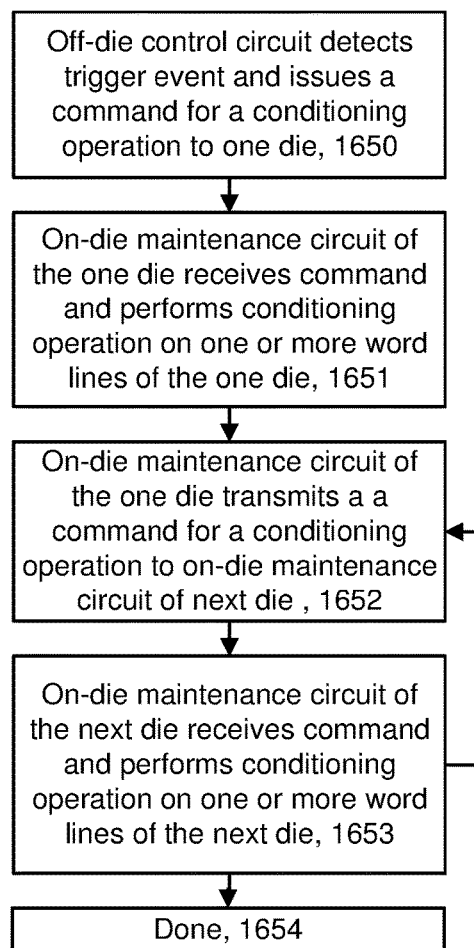 Off-die control circuit detects
trigger event and issues a
command for a conditioning
operation to one die, 1650
On-die maintenance circuit of
the one die receives command
and performs conditioning
operation on one or more word
lines of the one die, 1651
On-die maintenance circuit of
the one die transmits a a
command for a conditioning
operation to on-die maintenance
circuit of next die , 1652
On-die maintenance circuit of
the next die receives command
and performs conditioning
operation on one or more word
lines of the next die, 1653
Done, 1654